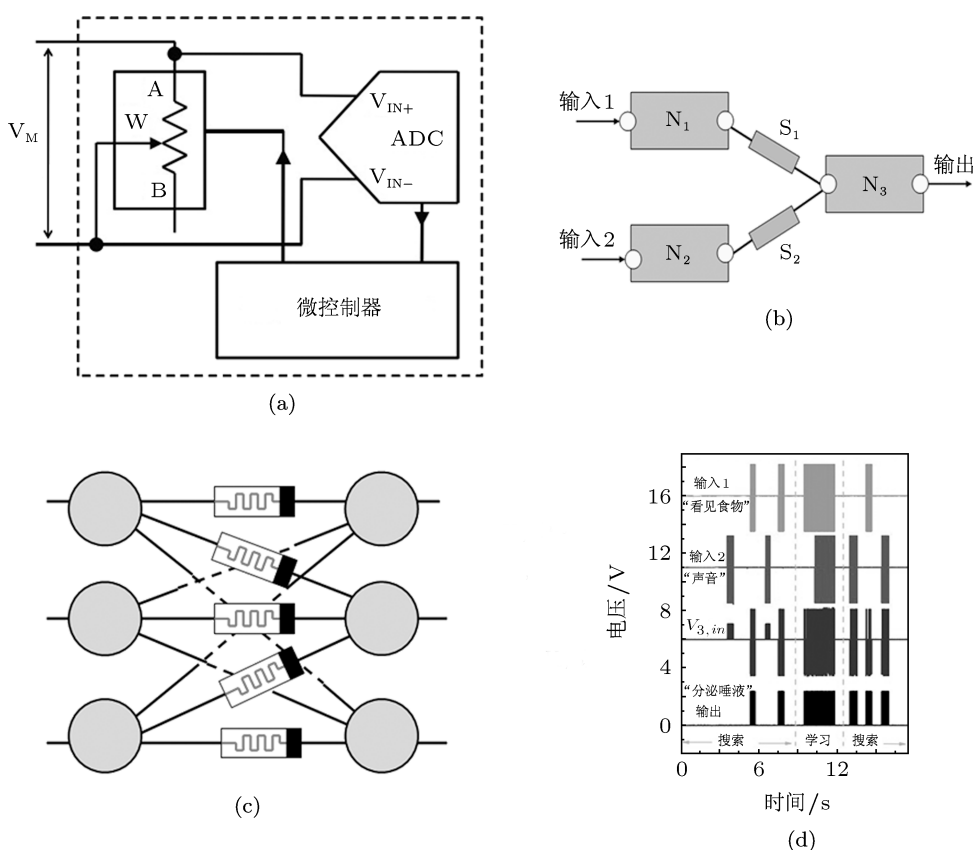 A
W
B
V_M
V_IN+
ADC
V_IN−
微控制器
(a)
输入1
N_1
S_1
N_3
输出
输入2
N_2
S_2
(b)
(c)
电压/V
16
12
8
4
0
输入1
“看见食物”
输入2
“声音”
V_3,in
“分泌唾液”
输出
搜索
学习
搜索
0
6
12
时间/s
(d)